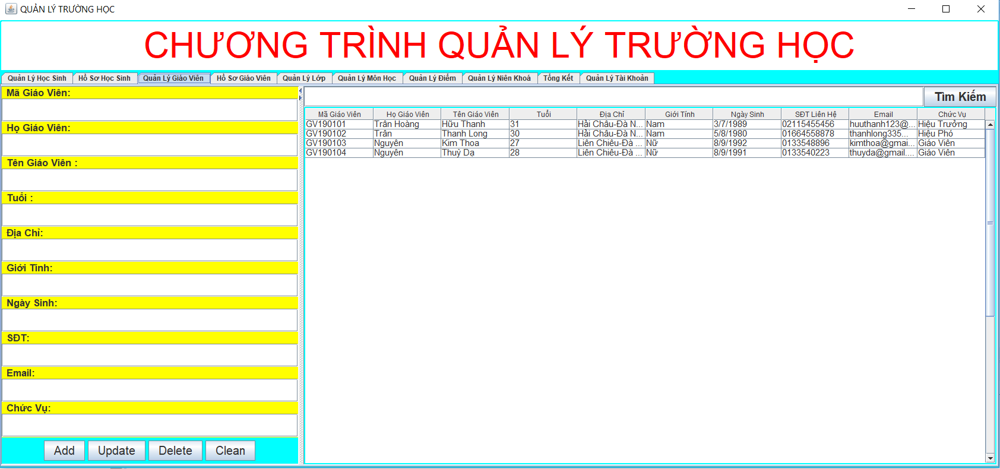 QUẢN LÝ TRƯỜNG HỌC
CHƯƠNG TRÌNH QUẢN LÝ TRƯỜNG HỌC
Quản Lý Học Sinh Hồ Sơ Học Sinh Quản Lý Giáo Viên Hồ Sơ Giáo Viên Quản Lý Lớp Quản Lý Môn Học Quản Lý Điểm Quản Lý Niên Khoá Tổng Kết Quản Lý Tài Khoản
Mã Giáo Viên:
Họ Giáo Viên:
Tên Giáo Viên :
Tuổi :
Địa Chỉ:
Giới Tính:
Ngày Sinh:
SĐT:
Email:
Chức Vụ:
Add Update Delete Clean
Tìm Kiếm
Mã Giáo Viên Họ Giáo Viên Tên Giáo Viên Tuổi Địa Chỉ Giới Tính Ngày Sinh SĐT Liên Hệ Email Chức Vụ
GV190101 Trần Hoàng Hữu Thanh 31 Hải Châu-Đà N... Nam 3/7/1989 02115455456 huuthanh123@... Hiệu Trưởng
GV190102 Trần Thanh Long 30 Hải Châu-Đà N... Nam 5/8/1980 01664558878 thanhlong335... Hiệu Phó
GV190103 Nguyên Kim Thoa 27 Liên Chiêu-Đà ... Nữ 8/9/1992 0133548896 kimthoa@gmai... Giáo Viên
GV190104 Nguyên Thuỳ Dạ 28 Liên Chiêu-Đà ... Nữ 8/9/1991 0133540223 thuyda@gmail.... Giáo Viên